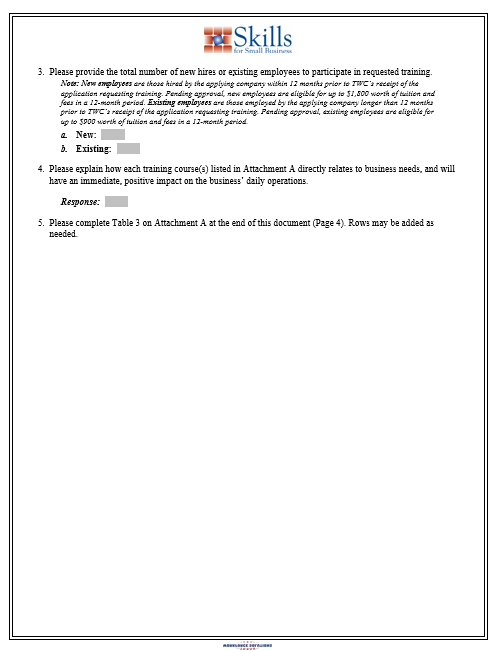 Skills
for Small Business
3. Please provide the total number of new hires or existing employees to participate in requested training.
Note: New employees are those hired by the applying company within 12 months prior to TWC's receipt of the
application requesting training. Pending approval, new employees are eligible for up to $1,800 worth of tuition and
fees in a 12-month period. Existing employees are those employed by the applying company longer than 12 months
prior to TWC's receipt of the application requesting training. Pending approval, existing employees are eligible for
up to $900 worth of tuition and fees in a 12-month period.
a. New:
b. Existing:
4. Please explain how each training course(s) listed in Attachment A directly relates to business needs, and will
have an immediate, positive impact on the business' daily operations.
Response:
5. Please complete Table 3 on Attachment A at the end of this document (Page 4). Rows may be added as
needed.
WORKFORCE SOLUTIONS